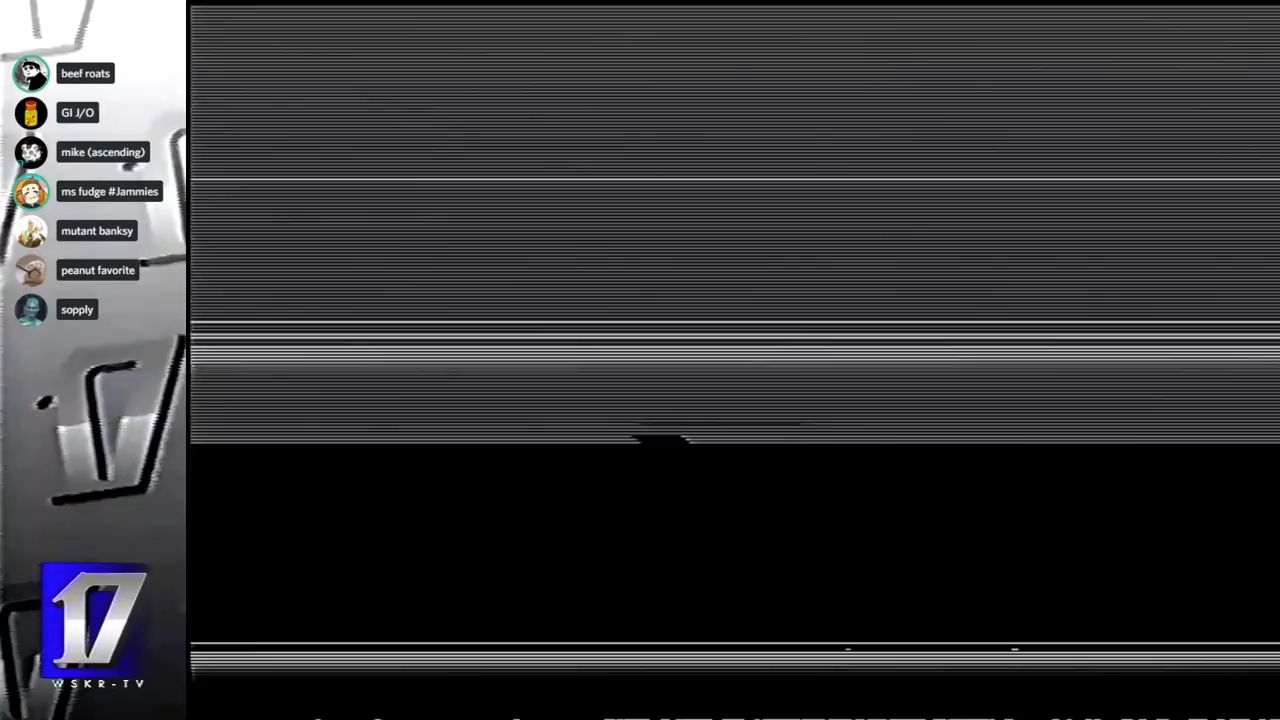 beef roats
GI J/O
mike (ascending)
ms fudge #Jammies
mutant banksy
peanut favorite
sopply
17
WSKR-TV